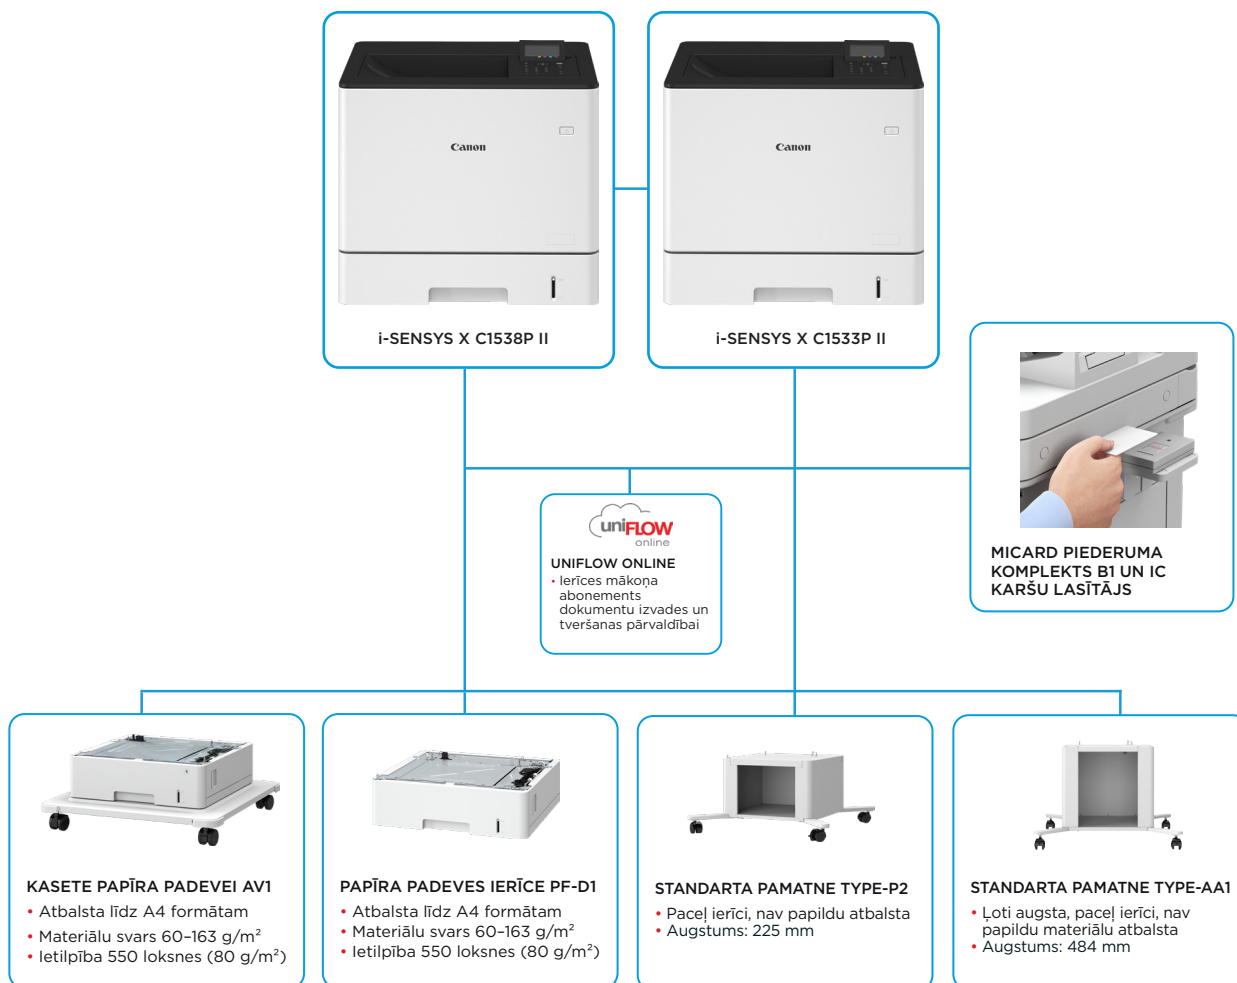 Canon
Canon
i-SENSYS X C1538P II
i-SENSYS X C1533P II
uniFLOW
online
UNIFLOW ONLINE
• Ierīces mākoņa
abonements
dokumentu izvades un
tveršanas pārvaldībai
MICARD PIEDERUMA
KOMPLEKTS B1 UN IC
KARŠU LASĪTĀJS
KASETE PAPĪRA PADEVEI AV1
• Atbalsta līdz A4 formātam
• Materiālu svars 60–163 g/m²
• Ietilpība 550 loksnes (80 g/m²)
PAPĪRA PADEVES IERĪCE PF-D1
• Atbalsta līdz A4 formātam
• Materiālu svars 60–163 g/m²
• Ietilpība 550 loksnes (80 g/m²)
STANDARTA PAMATNE TYPE-P2
• Paceļ ierīci, nav papildu atbalsta
• Augstums: 225 mm
STANDARTA PAMATNE TYPE-AA1
• Ļoti augsta, paceļ ierīci, nav
papildu materiālu atbalsta
• Augstums: 484 mm